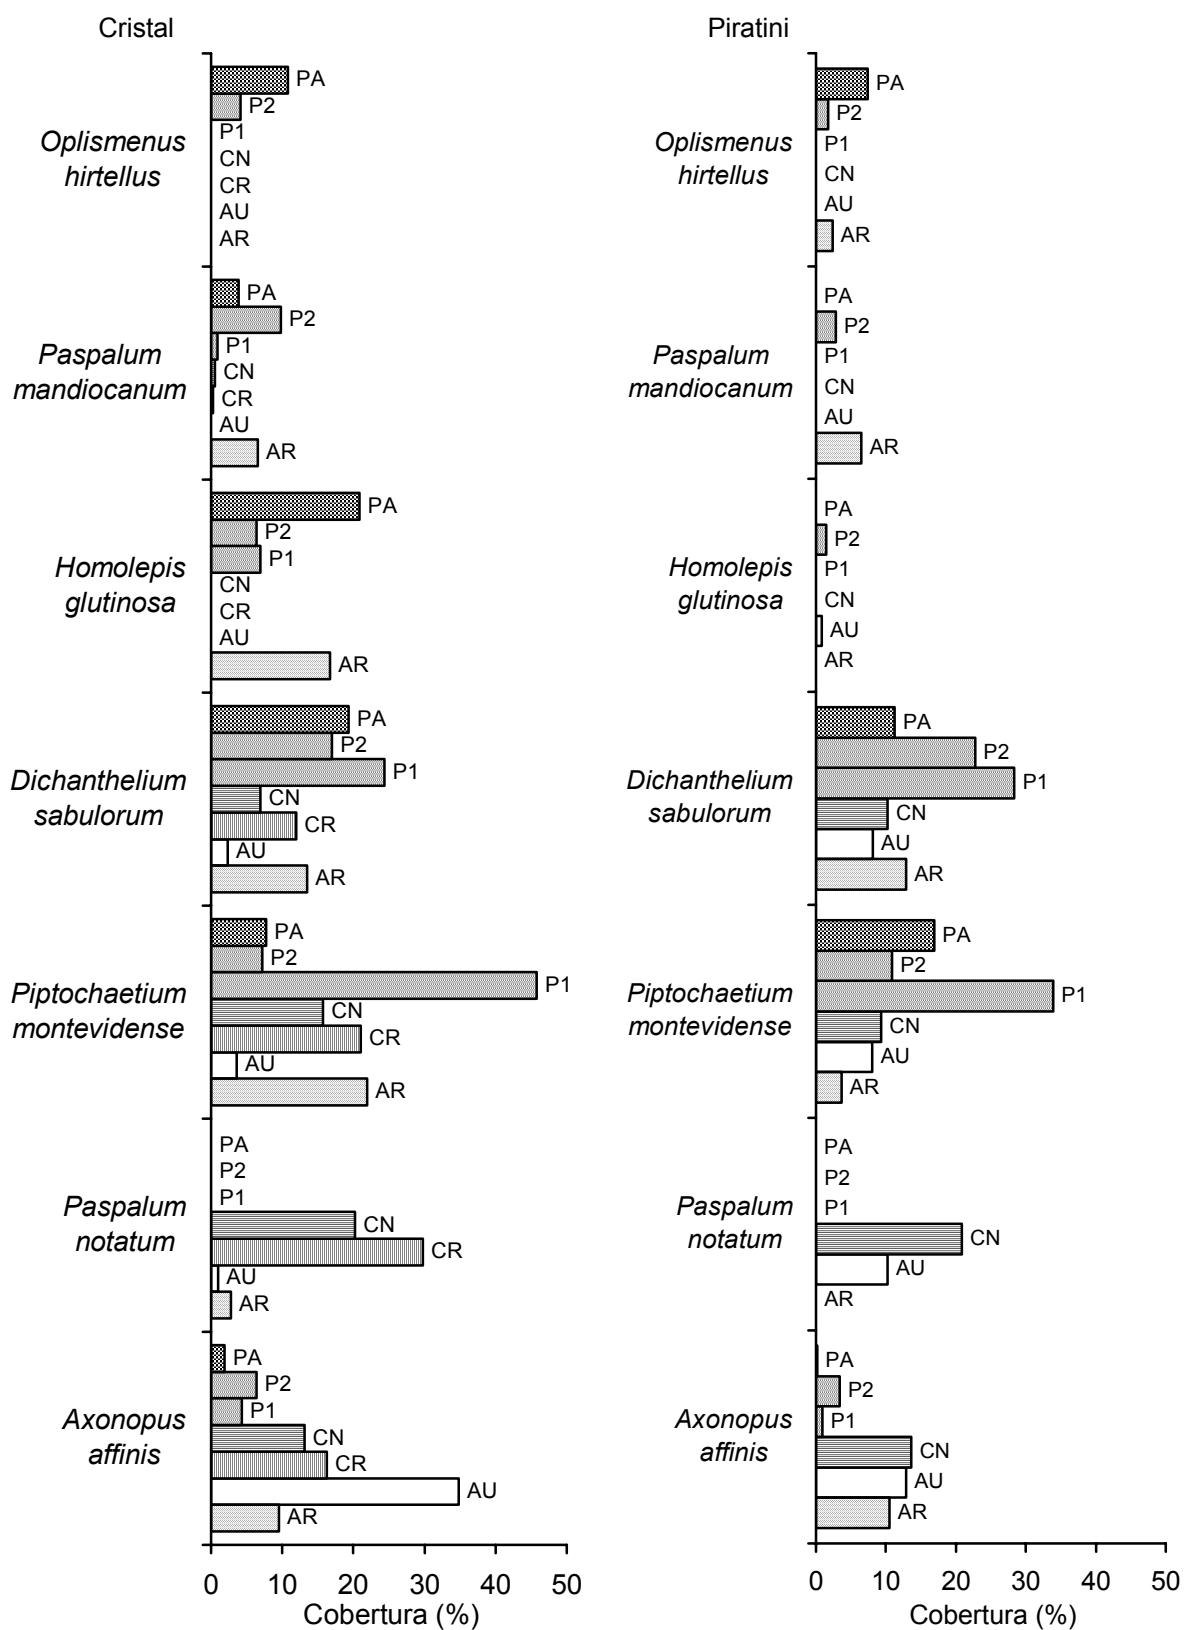 Cristal
Oplismenus
hirtellus
PA
P2
P1
CN
CR
AU
AR
Paspalum
mandiocanum
PA
P2
P1
CN
CR
AU
AR
Homolepis
glutinosa
PA
P2
P1
CN
CR
AU
AR
Dichanthelium
sabulorum
PA
P2
P1
CN
CR
AU
AR
Piptochaetium
montevidense
PA
P2
P1
CN
CR
AU
AR
Paspalum
notatum
PA
P2
P1
CN
CR
AU
AR
Axonopus
affinis
PA
P2
P1
CN
CR
AU
AR
0 10 20 30 40 50
Cobertura (%)
Piratini
Oplismenus
hirtellus
PA
P2
P1
CN
AU
AR
Paspalum
mandiocanum
PA
P2
P1
CN
AU
AR
Homolepis
glutinosa
PA
P2
P1
CN
AU
AR
Dichanthelium
sabulorum
PA
P2
P1
CN
AU
AR
Piptochaetium
montevidense
PA
P2
P1
CN
AU
AR
Paspalum
notatum
PA
P2
P1
CN
AU
AR
Axonopus
affinis
PA
P2
P1
CN
AU
AR
0 10 20 30 40 50
Cobertura (%)